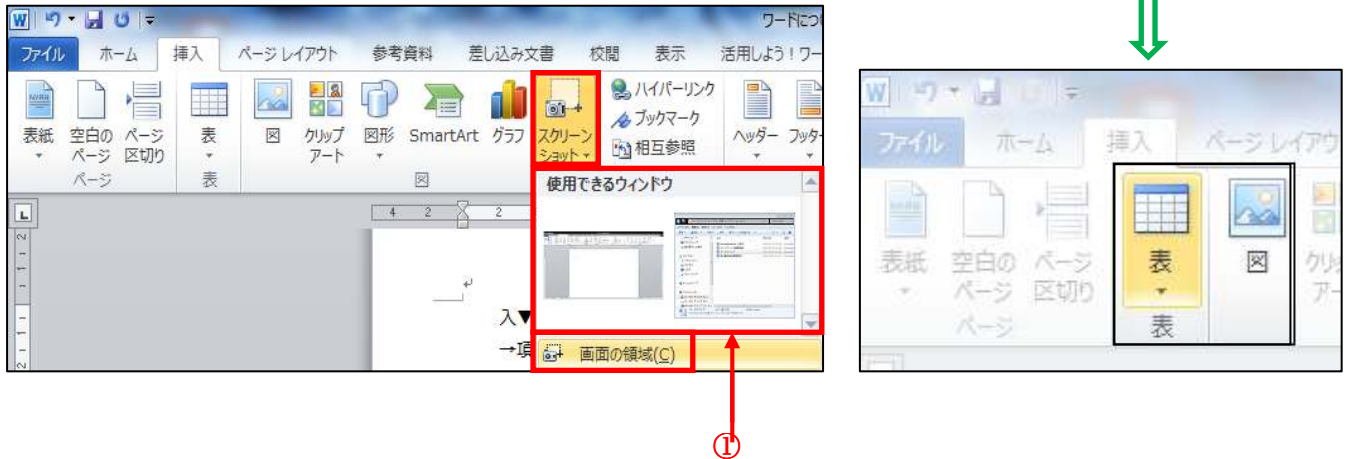 ワードにつ
ファイル ホーム 挿入 ページ レイアウト 参考資料 差し込み文書 校閲 表示 活用しよう！ワー
表紙 空白の ページ ページ 区切り 表 図 クリップ アート 図形 SmartArt グラフ スクリーン ショット
ハイパーリンク
ブックマーク
相互参照
ヘッダー フッター
ページ 表 図
使用できるウィンドウ
4 2 2
入▼
→項
画面の領域(C)
①
ファイル ホーム 挿入 ページ レイアウ
表紙 空白の ページ ページ 区切り 表 図 クリ アー
ページ 表